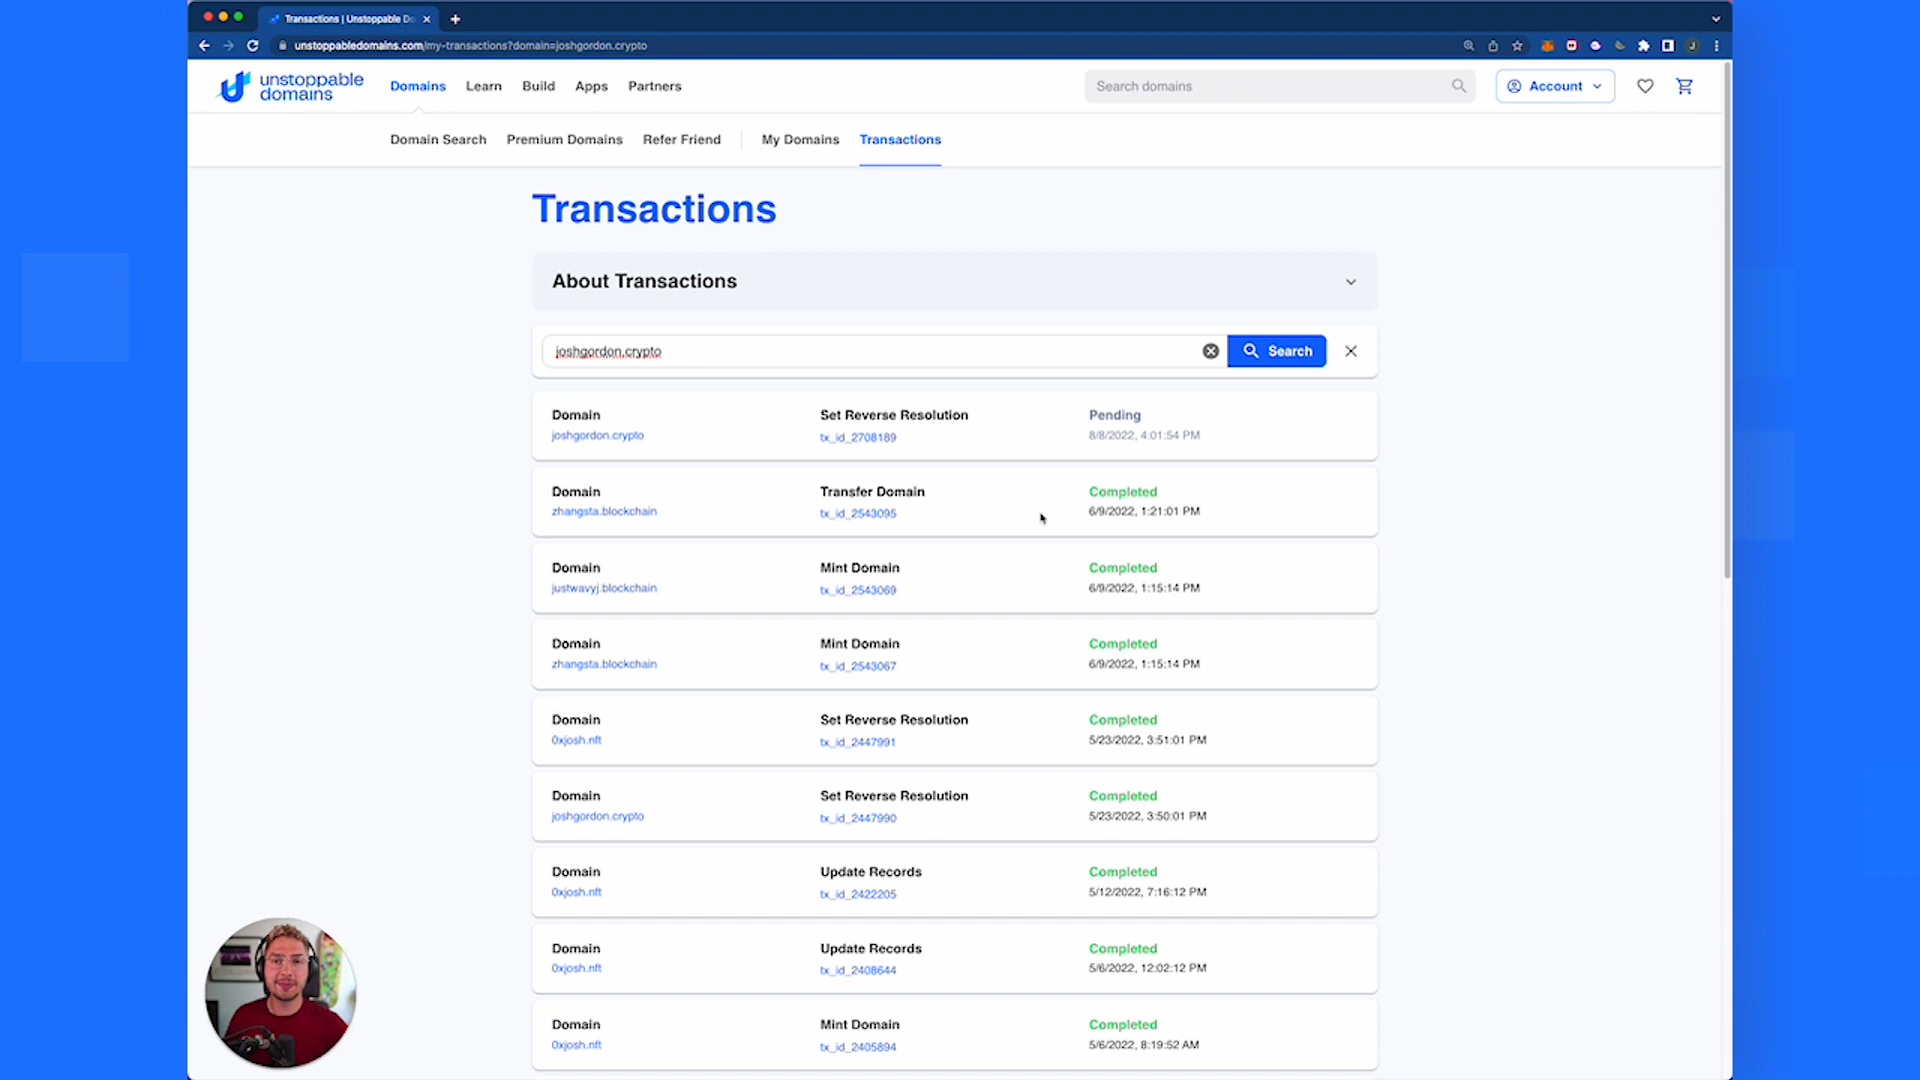 Transactions | Unstoppable Do
unstoppabledomains.com/my-transactions?domain=joshgordon.crypto
J
unstoppable
domains
Domains Learn Build Apps Partners
Search domains
Account
Domain Search Premium Domains Refer Friend My Domains Transactions
Transactions
About Transactions
joshgordon.crypto
Search
Domain Set Reverse Resolution Pending
joshgordon.crypto tx_id_2708189 8/8/2022, 4:01:54 PM
Domain Transfer Domain Completed
zhangsta.blockchain tx_id_2543095 6/9/2022, 1:21:01 PM
Domain Mint Domain Completed
justwavyj.blockchain tx_id_2543069 6/9/2022, 1:15:14 PM
Domain Mint Domain Completed
zhangsta.blockchain tx_id_2543067 6/9/2022, 1:15:14 PM
Domain Set Reverse Resolution Completed
0xjosh.nft tx_id_2447991 5/23/2022, 3:51:01 PM
Domain Set Reverse Resolution Completed
joshgordon.crypto tx_id_2447990 5/23/2022, 3:50:01 PM
Domain Update Records Completed
0xjosh.nft tx_id_2422205 5/12/2022, 7:16:12 PM
Domain Update Records Completed
0xjosh.nft tx_id_2408644 5/6/2022, 12:02:12 PM
Domain Mint Domain Completed
0xjosh.nft tx_id_2405894 5/6/2022, 8:19:52 AM